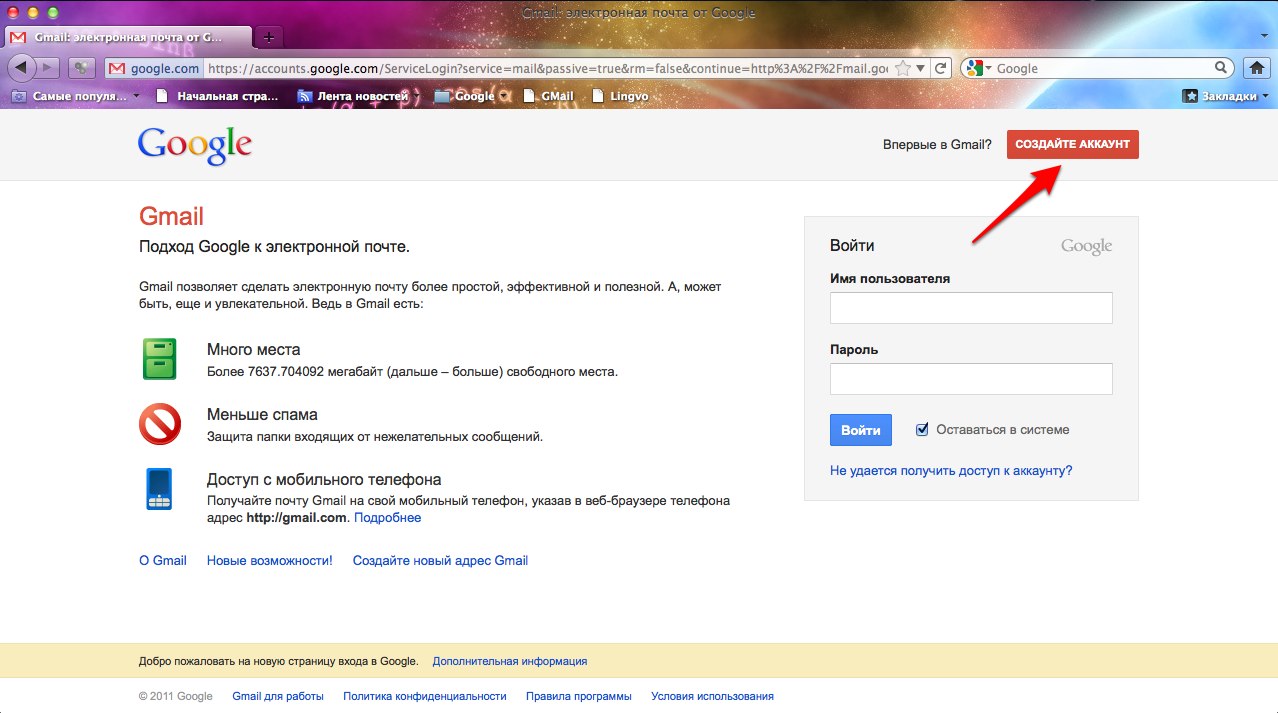 Gmail: электронная почта от Google
Gmail: электронная почта от G...
google.com https://accounts.google.com/ServiceLogin?service=mail&passive=true&rm=false&continue=http%3A%2F%2Fmail.goo
Google
Самые популя...
Начальная стра...
Лента новостей
Google
GMail
Lingvo
Закладки
Google
Впервые в Gmail?
СОЗДАЙТЕ АККАУНТ
Gmail
Подход Google к электронной почте.
Gmail позволяет сделать электронную почту более простой, эффективной и полезной. А, может
быть, еще и увлекательной. Ведь в Gmail есть:
Много места
Более 7637.704092 мегабайт (дальше – больше) свободного места.
Меньше спама
Защита папки входящих от нежелательных сообщений.
Доступ с мобильного телефона
Получайте почту Gmail на свой мобильный телефон, указав в веб-браузере телефона
адрес http://gmail.com. Подробнее
О Gmail
Новые возможности!
Создайте новый адрес Gmail
Войти
Google
Имя пользователя
Пароль
Войти
Оставаться в системе
Не удается получить доступ к аккаунту?
Добро пожаловать на новую страницу входа в Google. Дополнительная информация
© 2011 Google
Gmail для работы
Политика конфиденциальности
Правила программы
Условия использования